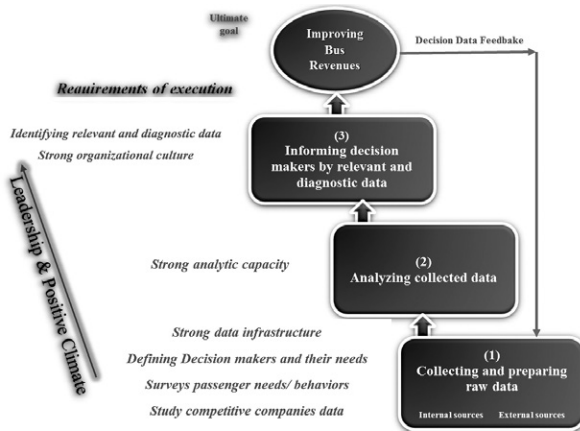 Ultimate
goal
Improving
Bus
Revenues
Decision Data Feedbake
Requirements of execution
Identifying relevant and diagnostic data
Strong organizational culture
(3)
Informing decision
makers by relevant and
diagnostic data
Leadership & Positive Climate
Strong analytic capacity
(2)
Analyzing collected data
Strong data infrastructure
Defining Decision makers and their needs
Surveys passenger needs/ behaviors
Study competitive companies data
(1)
Collecting and preparing
raw data
Internal sources External sources